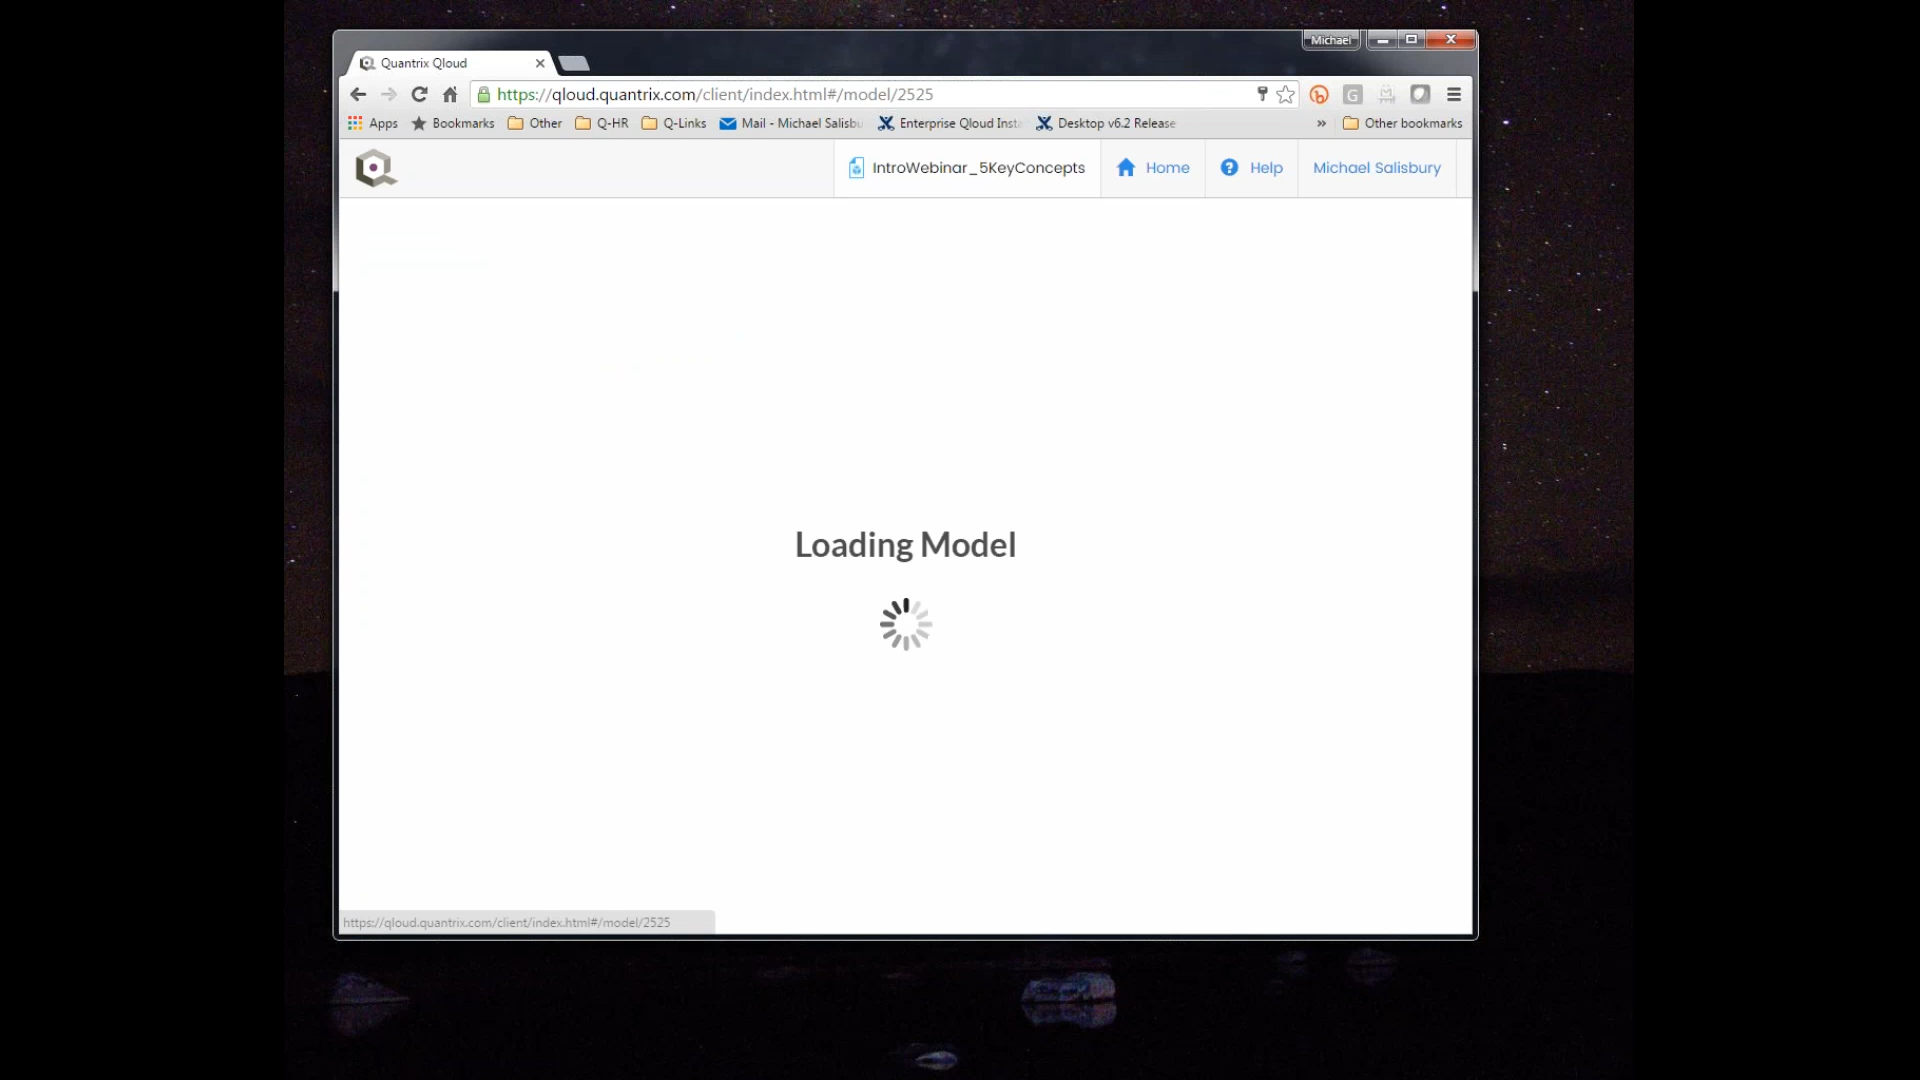 Michael
Quantrix Qloud
https://qloud.quantrix.com/client/index.html#/model/2525
Apps Bookmarks Other Q-HR Q-Links Mail - Michael Salisbu Enterprise Qloud Insta Desktop v6.2 Release » Other bookmarks
IntroWebinar_5KeyConcepts Home Help Michael Salisbury
Loading Model
https://qloud.quantrix.com/client/index.html#/model/2525